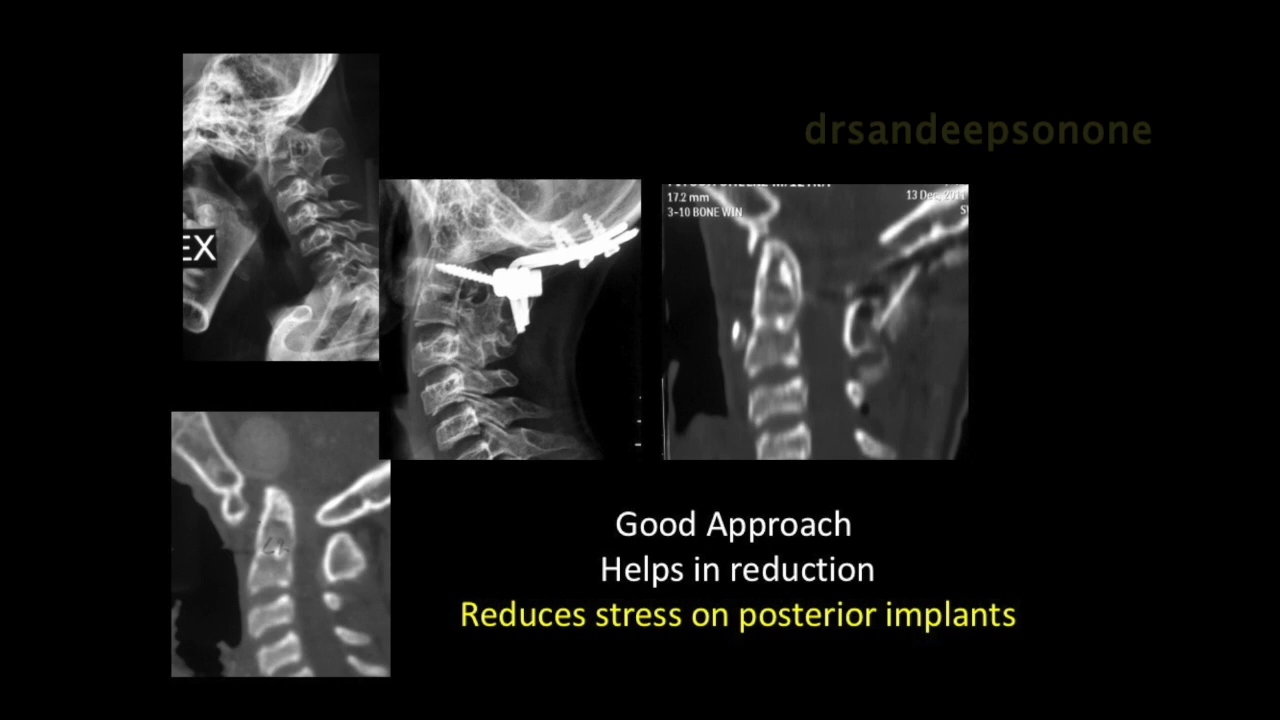 drsandeepsonone
EX
17.2 mm
3-10 BONE WIN
13 Dec 2011
Good Approach
Helps in reduction
Reduces stress on posterior implants